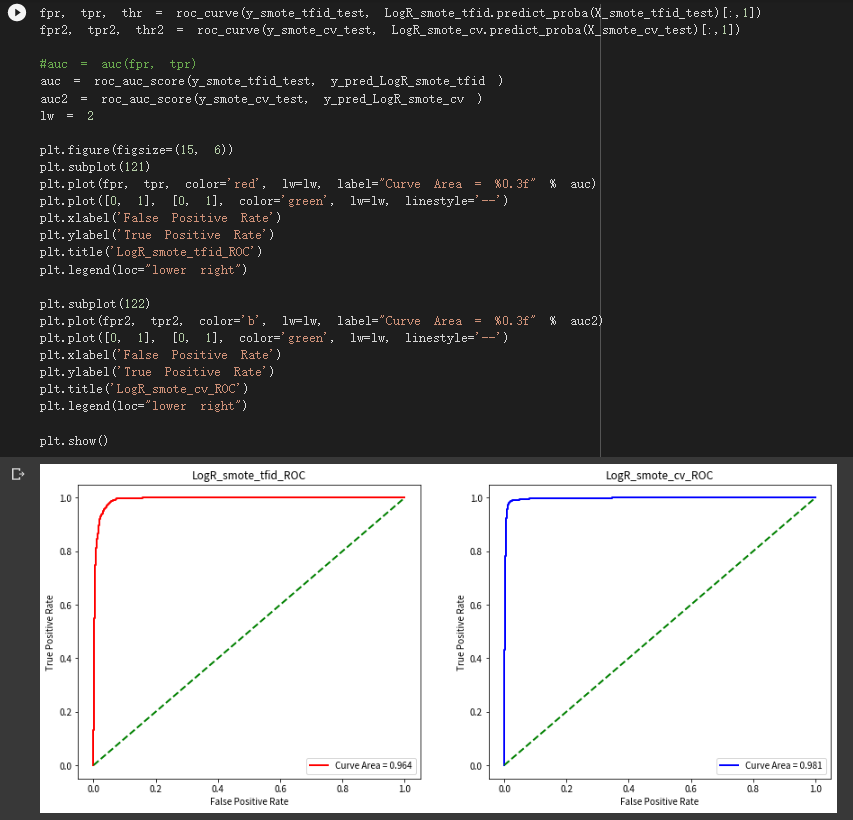 fpr, tpr, thr = roc_curve(y_smote_tfid_test, LogR_smote_tfid.predict_proba(X_smote_tfid_test)[:,1])
fpr2, tpr2, thr2 = roc_curve(y_smote_cv_test, LogR_smote_cv.predict_proba(X_smote_cv_test)[:,1])
#auc = auc(fpr, tpr)
auc = roc_auc_score(y_smote_tfid_test, y_pred_LogR_smote_tfid )
auc2 = roc_auc_score(y_smote_cv_test, y_pred_LogR_smote_cv )
lw = 2
plt.figure(figsize=(15, 6))
plt.subplot(121)
plt.plot(fpr, tpr, color='red', lw=lw, label="Curve Area = %0.3f" % auc)
plt.plot([0, 1], [0, 1], color='green', lw=lw, linestyle='--')
plt.xlabel('False Positive Rate')
plt.ylabel('True Positive Rate')
plt.title('LogR_smote_tfid_ROC')
plt.legend(loc="lower right")
plt.subplot(122)
plt.plot(fpr2, tpr2, color='b', lw=lw, label="Curve Area = %0.3f" % auc2)
plt.plot([0, 1], [0, 1], color='green', lw=lw, linestyle='--')
plt.xlabel('False Positive Rate')
plt.ylabel('True Positive Rate')
plt.title('LogR_smote_cv_ROC')
plt.legend(loc="lower right")
plt.show()
LogR_smote_tfid_ROC
1.0
0.8
0.6
0.4
0.2
0.0
True Positive Rate
Curve Area = 0.964
0.0 0.2 0.4 0.6 0.8 1.0
False Positive Rate
LogR_smote_cv_ROC
1.0
0.8
0.6
0.4
0.2
0.0
True Positive Rate
Curve Area = 0.981
0.0 0.2 0.4 0.6 0.8 1.0
False Positive Rate